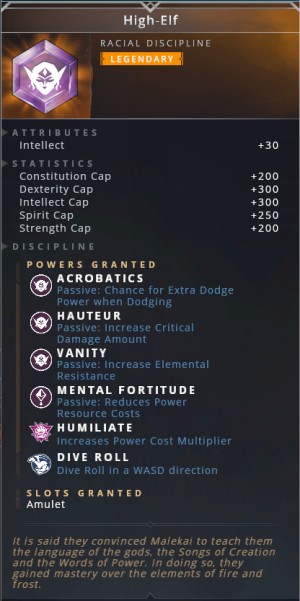 High-Elf
RACIAL DISCIPLINE
LEGENDARY
ATTRIBUTES
Intellect +30
STATISTICS
Constitution Cap +200
Dexterity Cap +300
Intellect Cap +300
Spirit Cap +250
Strength Cap +200
DISCIPLINE
POWERS GRANTED
ACROBATICS
Passive: Chance for Extra Dodge
Power when Dodging
HAUTEUR
Passive: Increase Critical
Damage Amount
VANITY
Passive: Increase Elemental
Resistance
MENTAL FORTITUDE
Passive: Reduces Power
Resource Costs
HUMILIATE
Increases Power Cost Multiplier
DIVE ROLL
Dive Roll in a WASD direction
SLOTS GRANTED
Amulet
It is said they convinced Malekai to teach them
the language of the gods, the Songs of Creation
and the Words of Power. In doing so, they
gained mastery over the elements of fire and
frost.